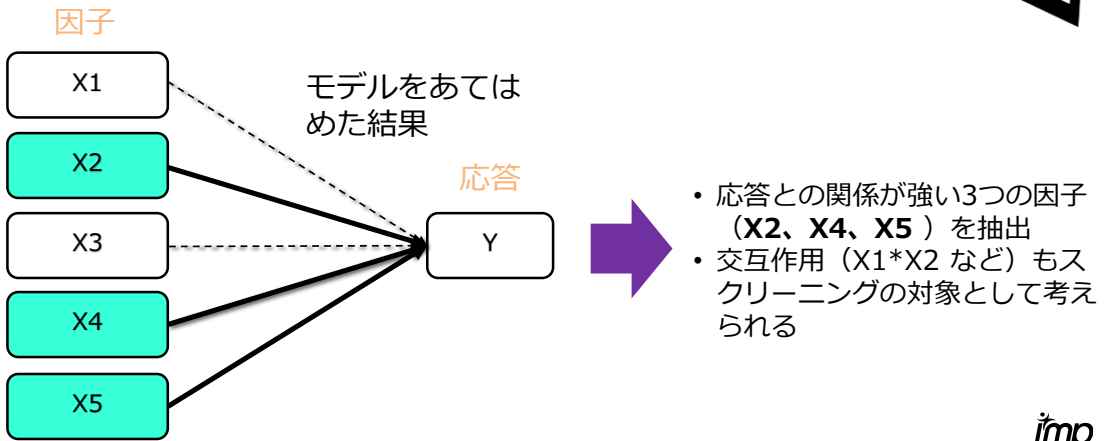 因子
X1
モデルをあては
めた結果
X2
応答
X3
Y
X4
X5
• 応答との関係が強い3つの因子
（X2、X4、X5 ）を抽出
• 交互作用（X1*X2 など）もス
クリーニングの対象として考え
られる
jmp